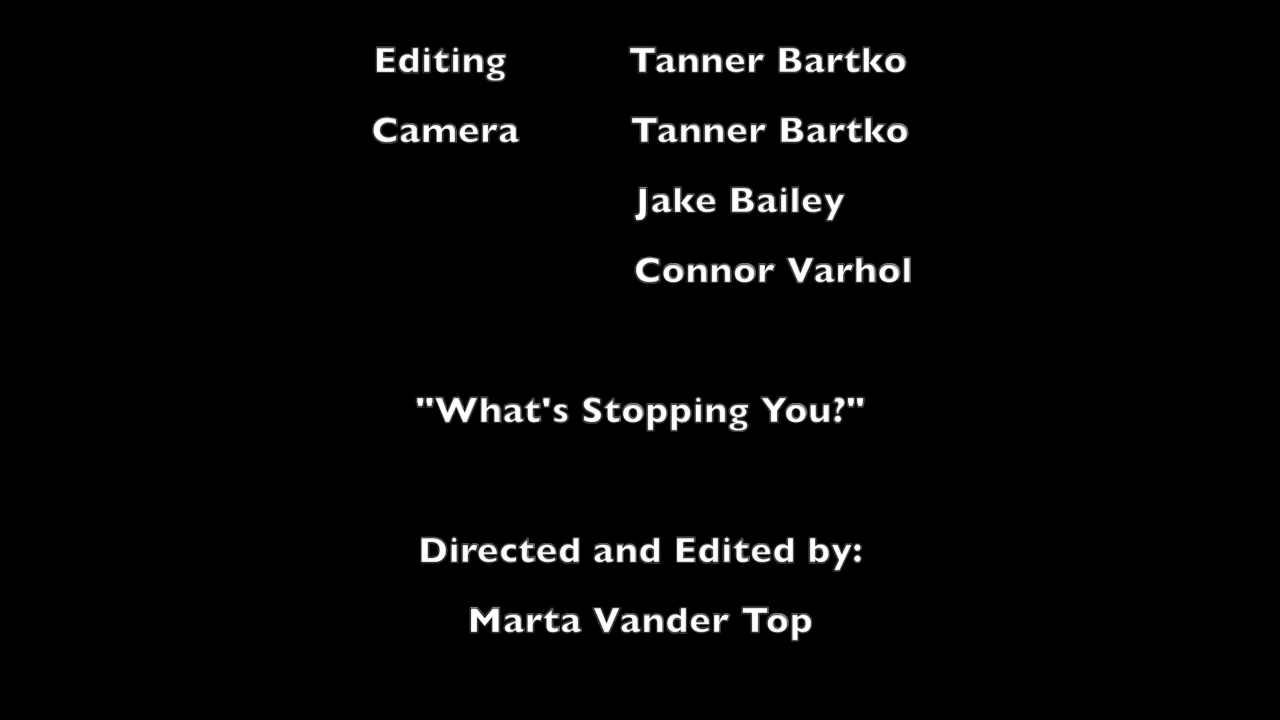 Editing Tanner Bartko
Camera Tanner Bartko
Jake Bailey
Connor Varhol
"What's Stopping You?"
Directed and Edited by:
Marta Vander Top